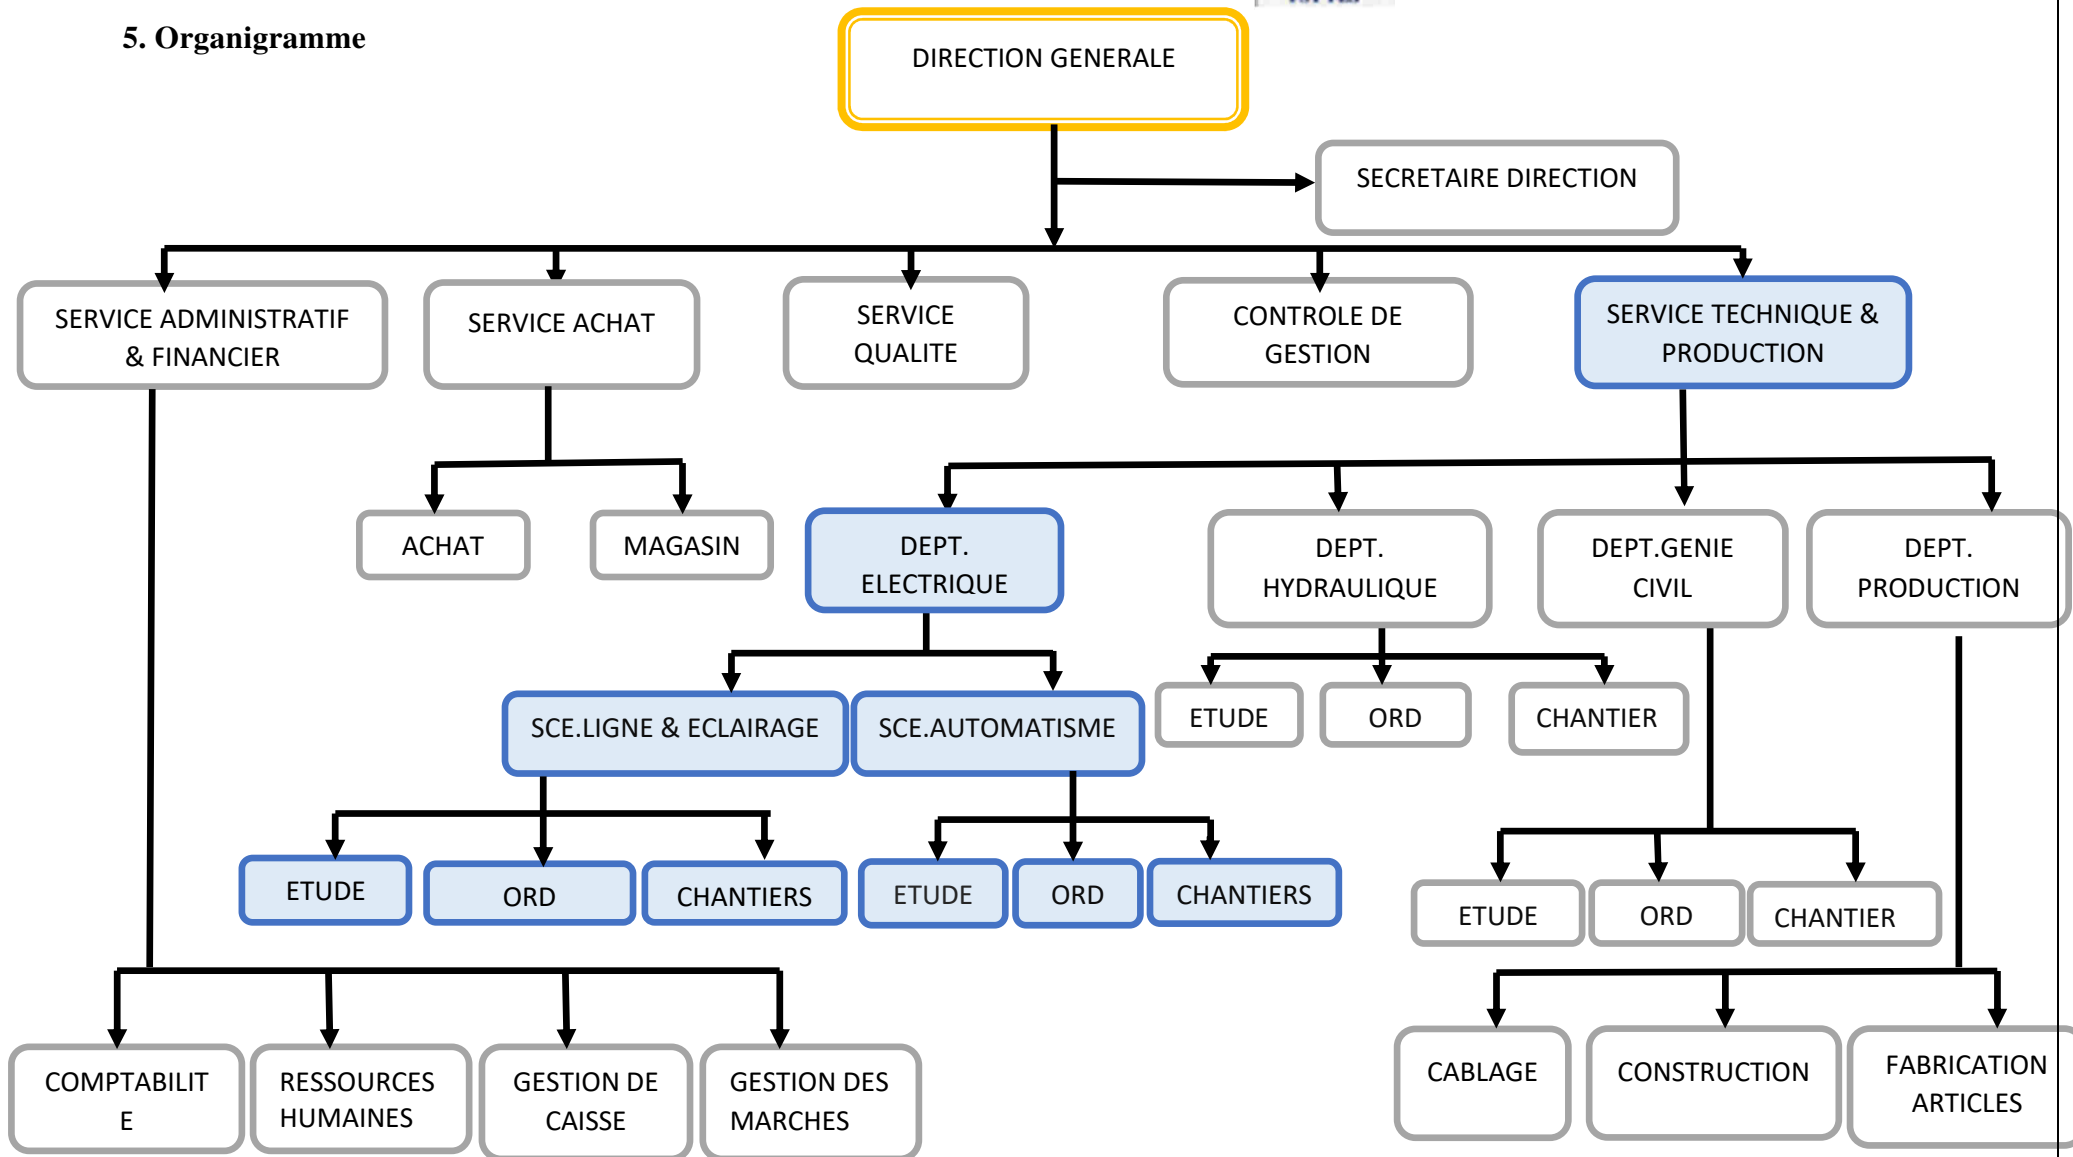 5. Organigramme
DIRECTION GENERALE
SECRETAIRE DIRECTION
SERVICE ADMINISTRATIF
& FINANCIER
SERVICE ACHAT
SERVICE
QUALITE
CONTROLE DE
GESTION
SERVICE TECHNIQUE &
PRODUCTION
ACHAT
MAGASIN
DEPT.
ELECTRIQUE
DEPT.
HYDRAULIQUE
DEPT.GENIE
CIVIL
DEPT.
PRODUCTION
SCE.LIGNE & ECLAIRAGE
SCE.AUTOMATISME
ETUDE
ORD
CHANTIER
ETUDE
ORD
CHANTIERS
ETUDE
ORD
CHANTIERS
ETUDE
ORD
CHANTIER
COMPTABILIT
E
RESSOURCES
HUMAINES
GESTION DE
CAISSE
GESTION DES
MARCHES
CABLAGE
CONSTRUCTION
FABRICATION
ARTICLES